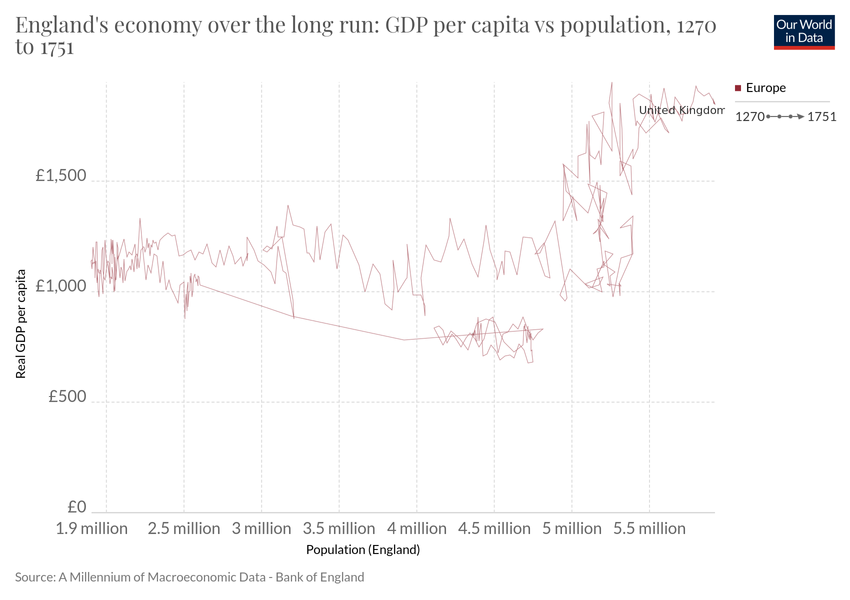 England's economy over the long run: GDP per capita vs population, 1270
to 1751
Our World
in Data
Europe
United Kingdom
1270
1751
£1,500
£1,000
£500
£0
Real GDP per capita
1.9 million
2.5 million
3 million
3.5 million
4 million
4.5 million
5 million
5.5 million
Population (England)
Source: A Millennium of Macroeconomic Data - Bank of England